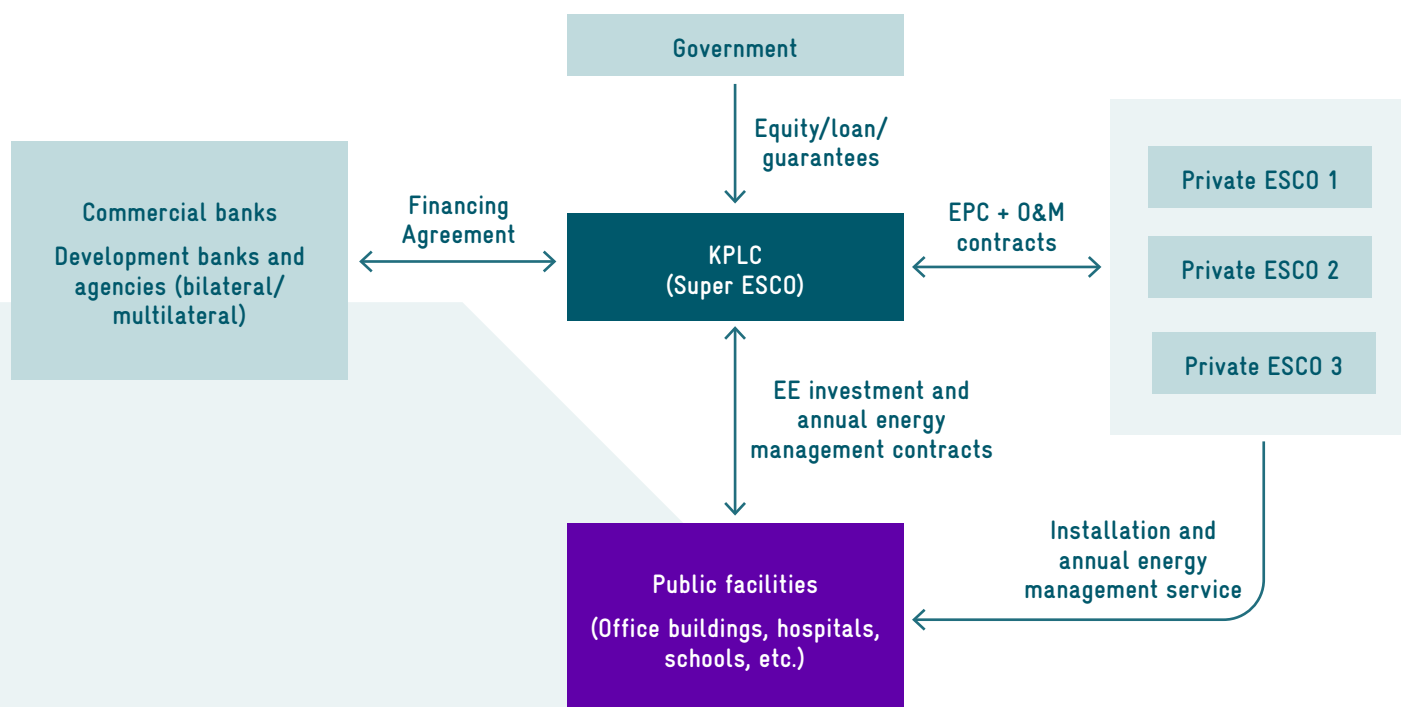 Government
Equity/loan/
guarantees
Commercial banks
Development banks and
agencies (bilateral/
multilateral)
Financing
Agreement
KPLC
(Super ESCO)
EPC + O&M
contracts
Private ESCO 1
Private ESCO 2
Private ESCO 3
EE investment and
annual energy
management contracts
Public facilities
(Office buildings, hospitals,
schools, etc.)
Installation and
annual energy
management service